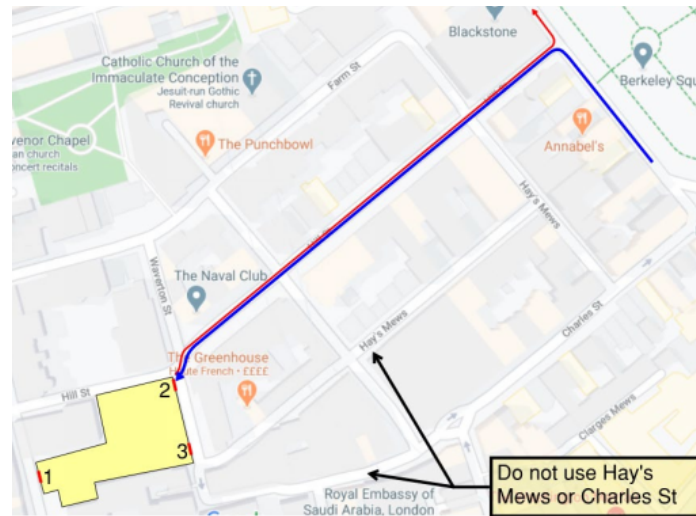 Blackstone
Catholic Church of the
Immaculate Conception
Jesuit-run Gothic
Revival church
Farm St
Berkeley Squ
venor Chapel
an church
oncert recitals
The Punchbowl
Annabel's
Hay's Mews
Waverton St
The Naval Club
Charles St
Hay's Mews
The Greenhouse
Haute French • ££££
Hill St
2
3
1
Clarges Mews
Do not use Hay's
Mews or Charles St
Royal Embassy of
Saudi Arabia, London